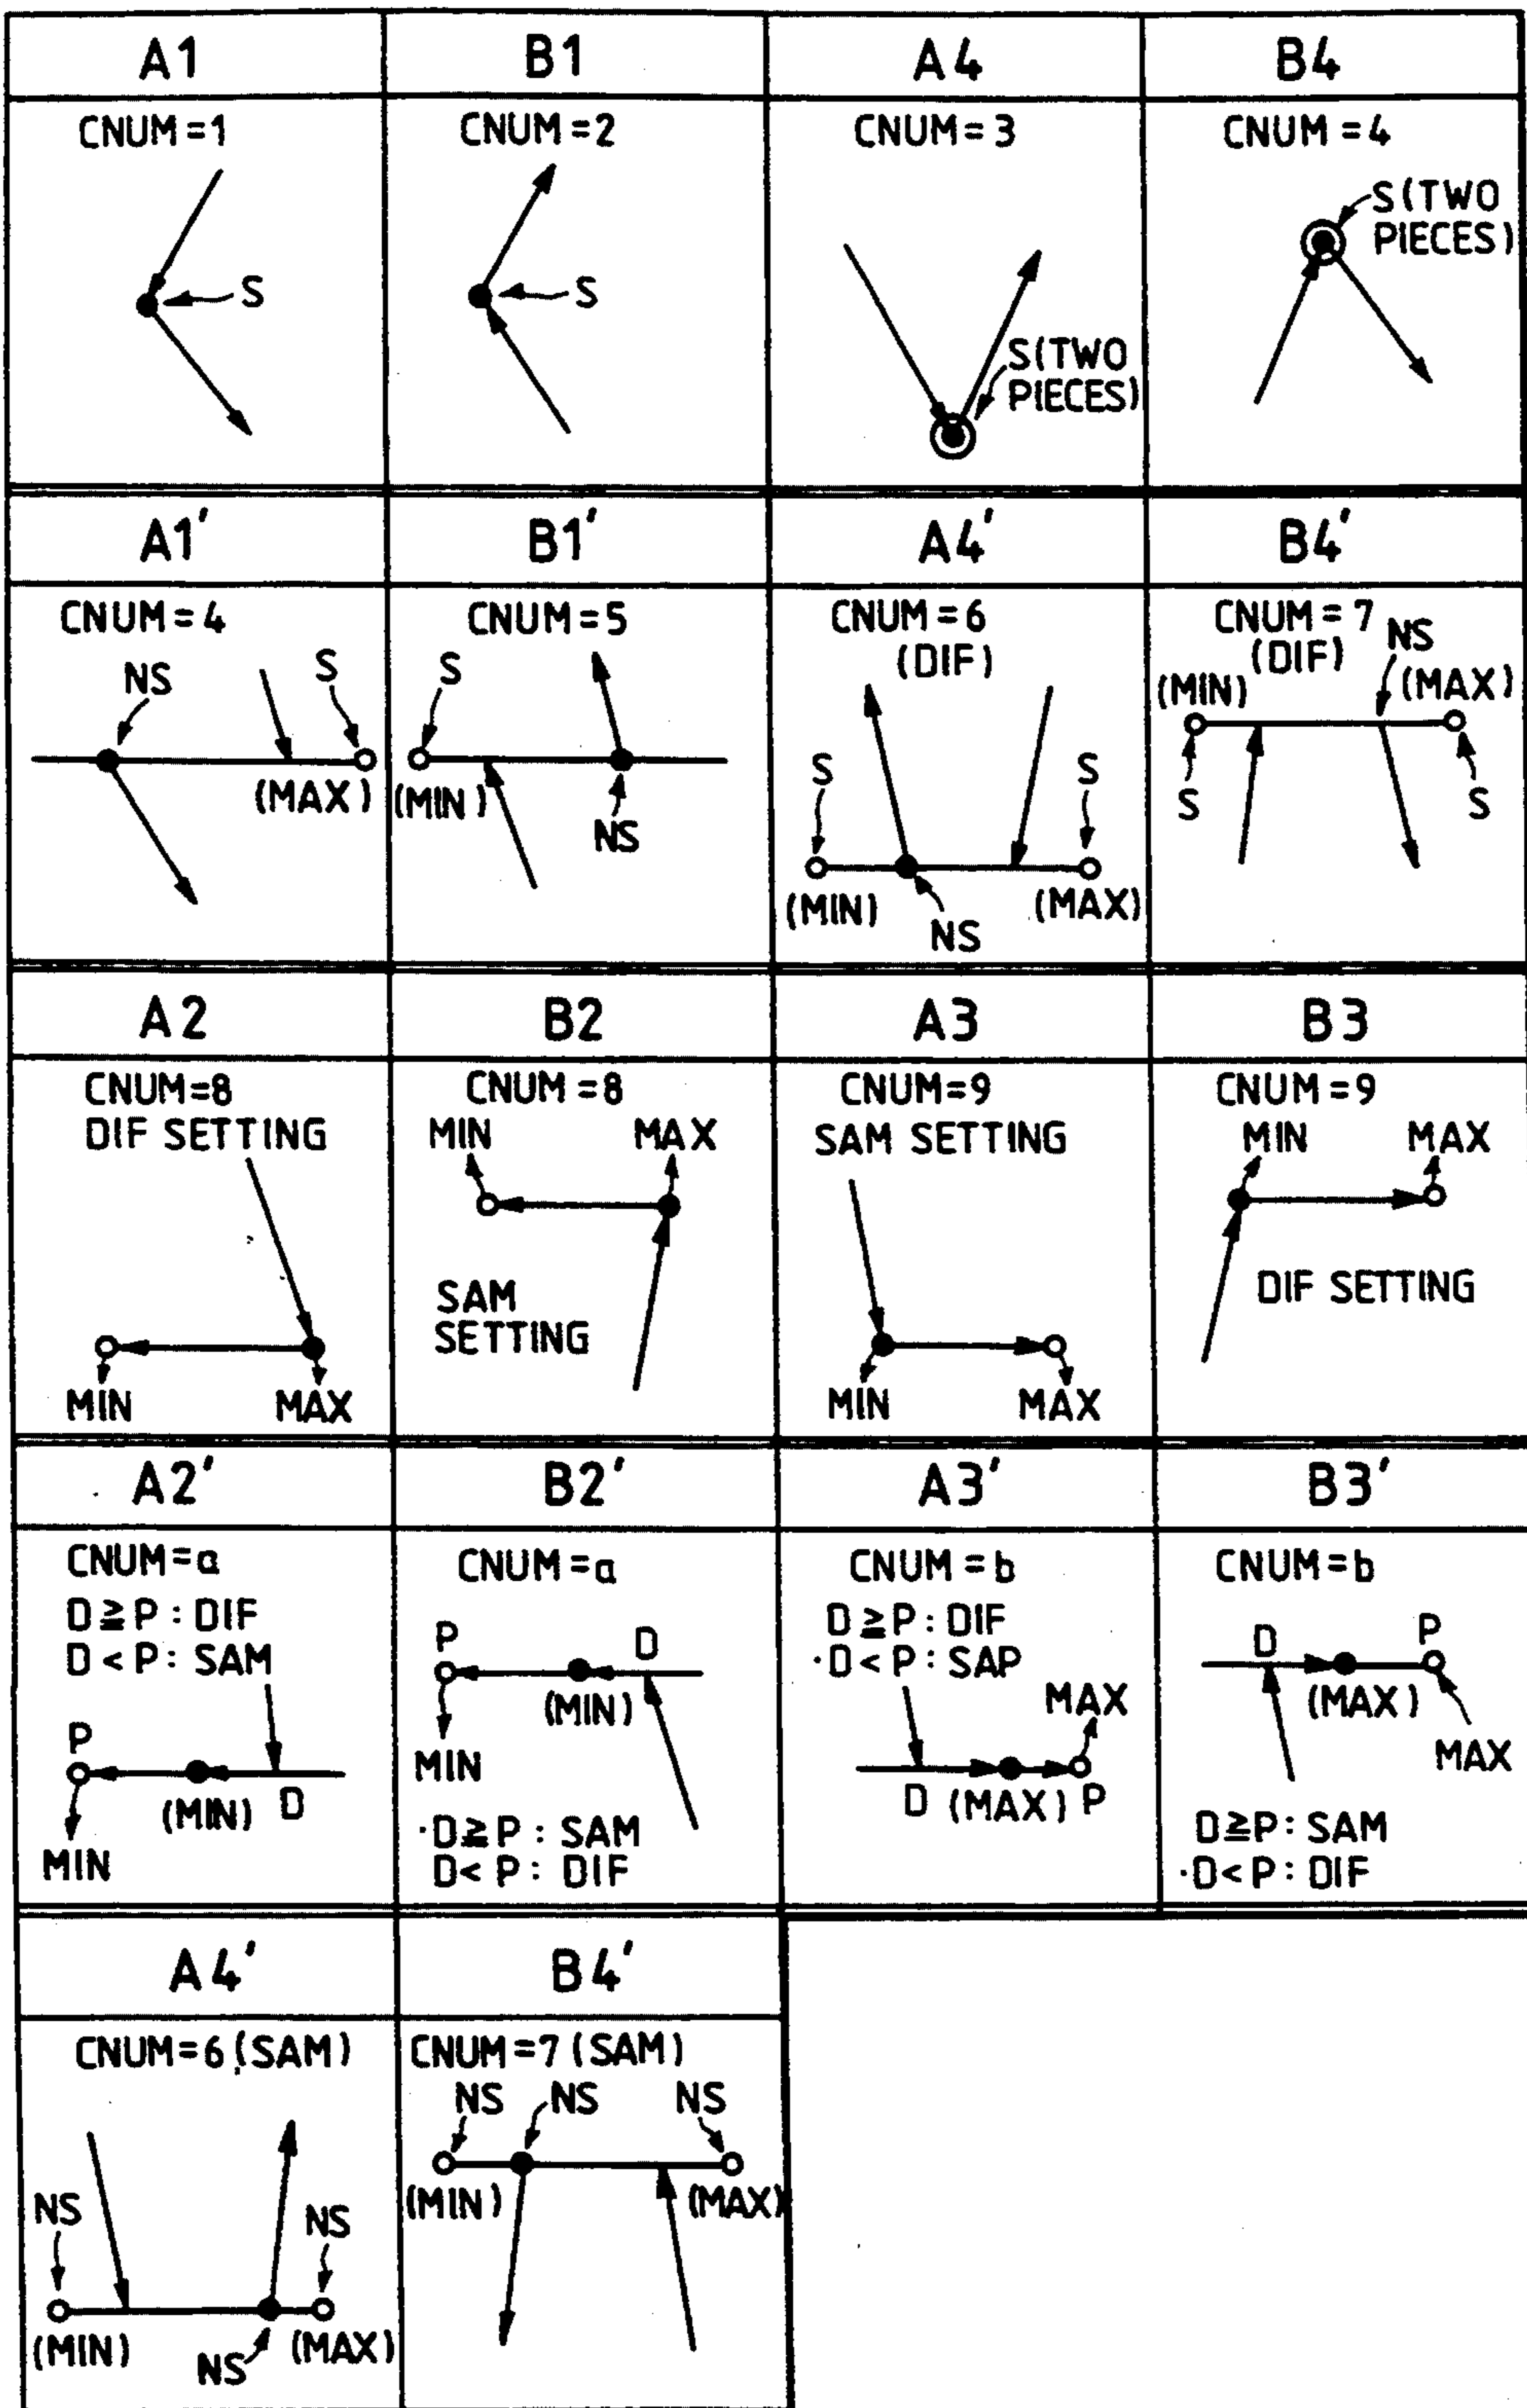 A1 B1 A4 B4
CNUM=1 CNUM=2 CNUM=3 CNUM=4
S(TWO
PIECES)
S S
S(TWO
PIECES)
A1′ B1′ A4′ B4′
CNUM=4 CNUM=5 CNUM=6 CNUM=7 NS
NS S S (DIF) (MIN) (DIF) (MAX)
S S S S
(MAX) (MIN) NS
(MIN) NS (MAX)
A2 B2 A3 B3
CNUM=8 CNUM=8 CNUM=9 CNUM=9
DIF SETTING MIN MAX SAM SETTING MIN MAX
SAM
SETTING
DIF SETTING
MIN MAX MIN MAX
A2′ B2′ A3′ B3′
CNUM=a CNUM=a CNUM=b CNUM=b
D≧P:DIF
D<P:SAM
P
(MIN) D
MIN
P D
(MIN)
MIN
·D≧P:SAM
D<P:DIF
D≧P:DIF
·D<P:SAP
MAX
D (MAX) P
D P
(MAX)
MAX
D≧P:SAM
·D<P:DIF
A4′ B4′
CNUM=6(SAM) CNUM=7(SAM)
NS NS NS
(MIN) (MAX)
NS NS
(MIN) NS (MAX)